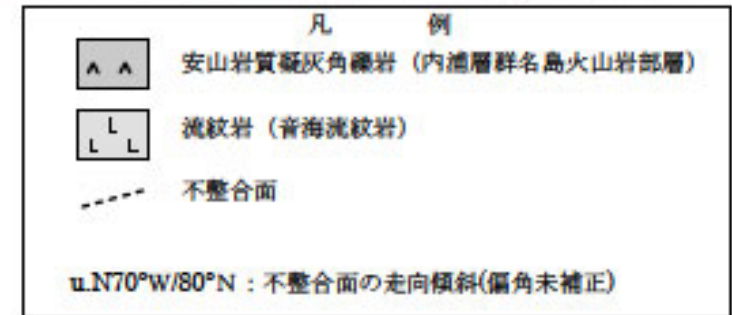 凡 例
安山岩質凝灰角礫岩（内浦層群名島火山岩部層）
流紋岩（音海流紋岩）
不整合面
u.N70°W/80°N：不整合面の走向傾斜(偏角未補正)